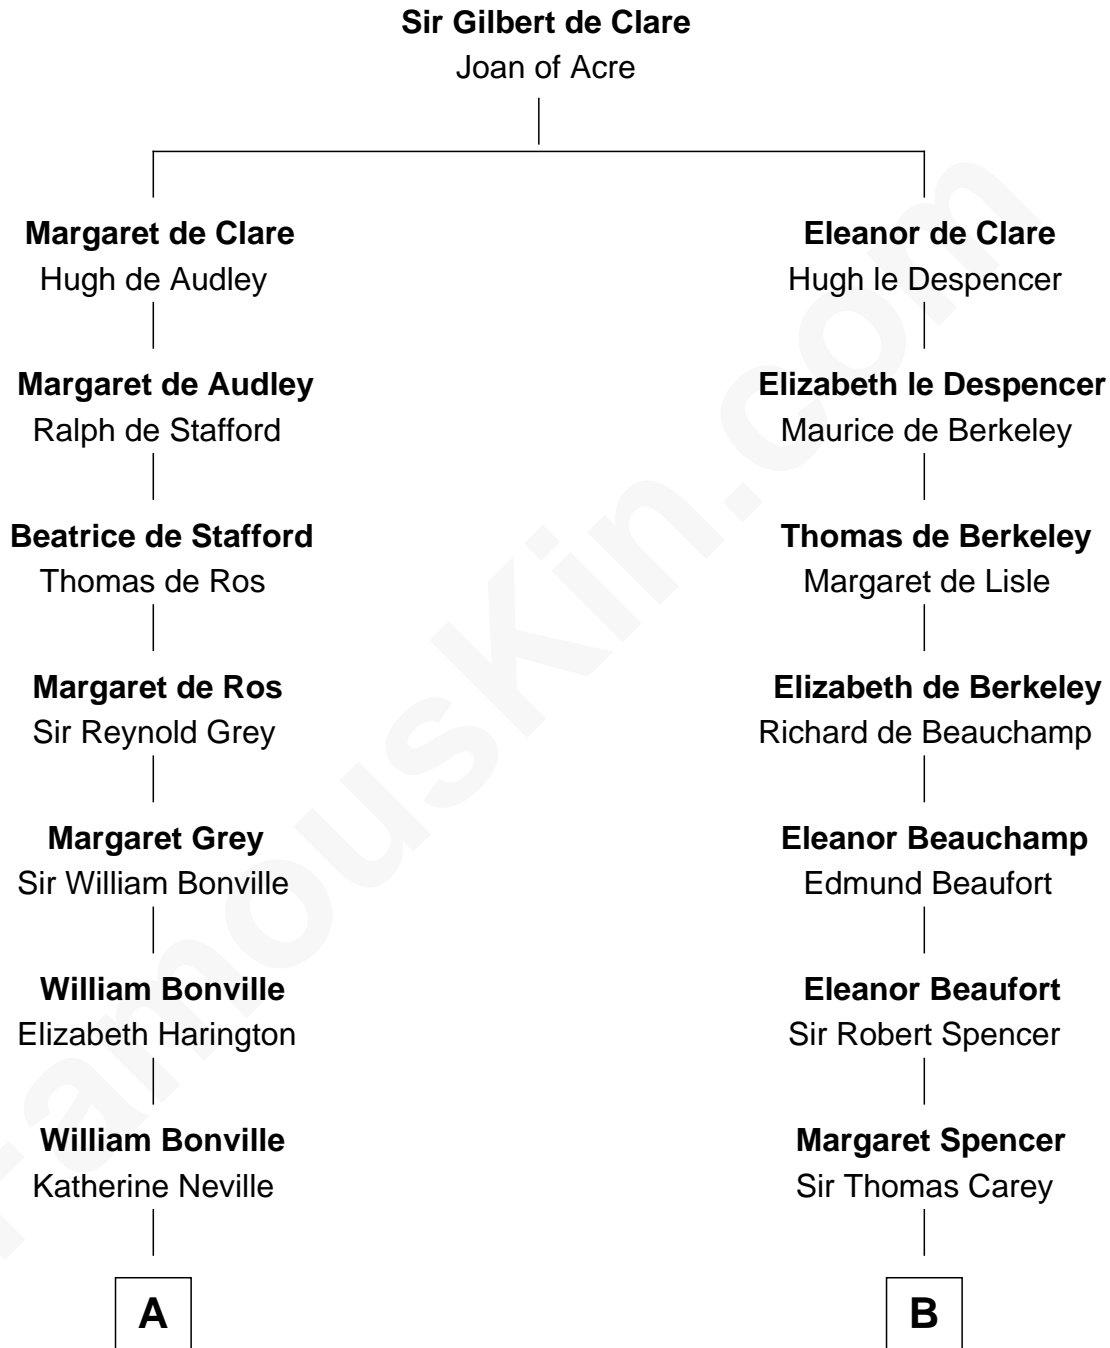 Sir Gilbert de Clare
Joan of Acre
Margaret de Clare
Hugh de Audley
Eleanor de Clare
Hugh le Despencer
Margaret de Audley
Ralph de Stafford
Elizabeth le Despencer
Maurice de Berkeley
Beatrice de Stafford
Thomas de Ros
Thomas de Berkeley
Margaret de Lisle
Margaret de Ros
Sir Reynold Grey
Elizabeth de Berkeley
Richard de Beauchamp
Margaret Grey
Sir William Bonville
Eleanor Beauchamp
Edmund Beaufort
William Bonville
Elizabeth Harington
Eleanor Beaufort
Sir Robert Spencer
William Bonville
Katherine Neville
Margaret Spencer
Sir Thomas Carey
A
B
FamousKin.com